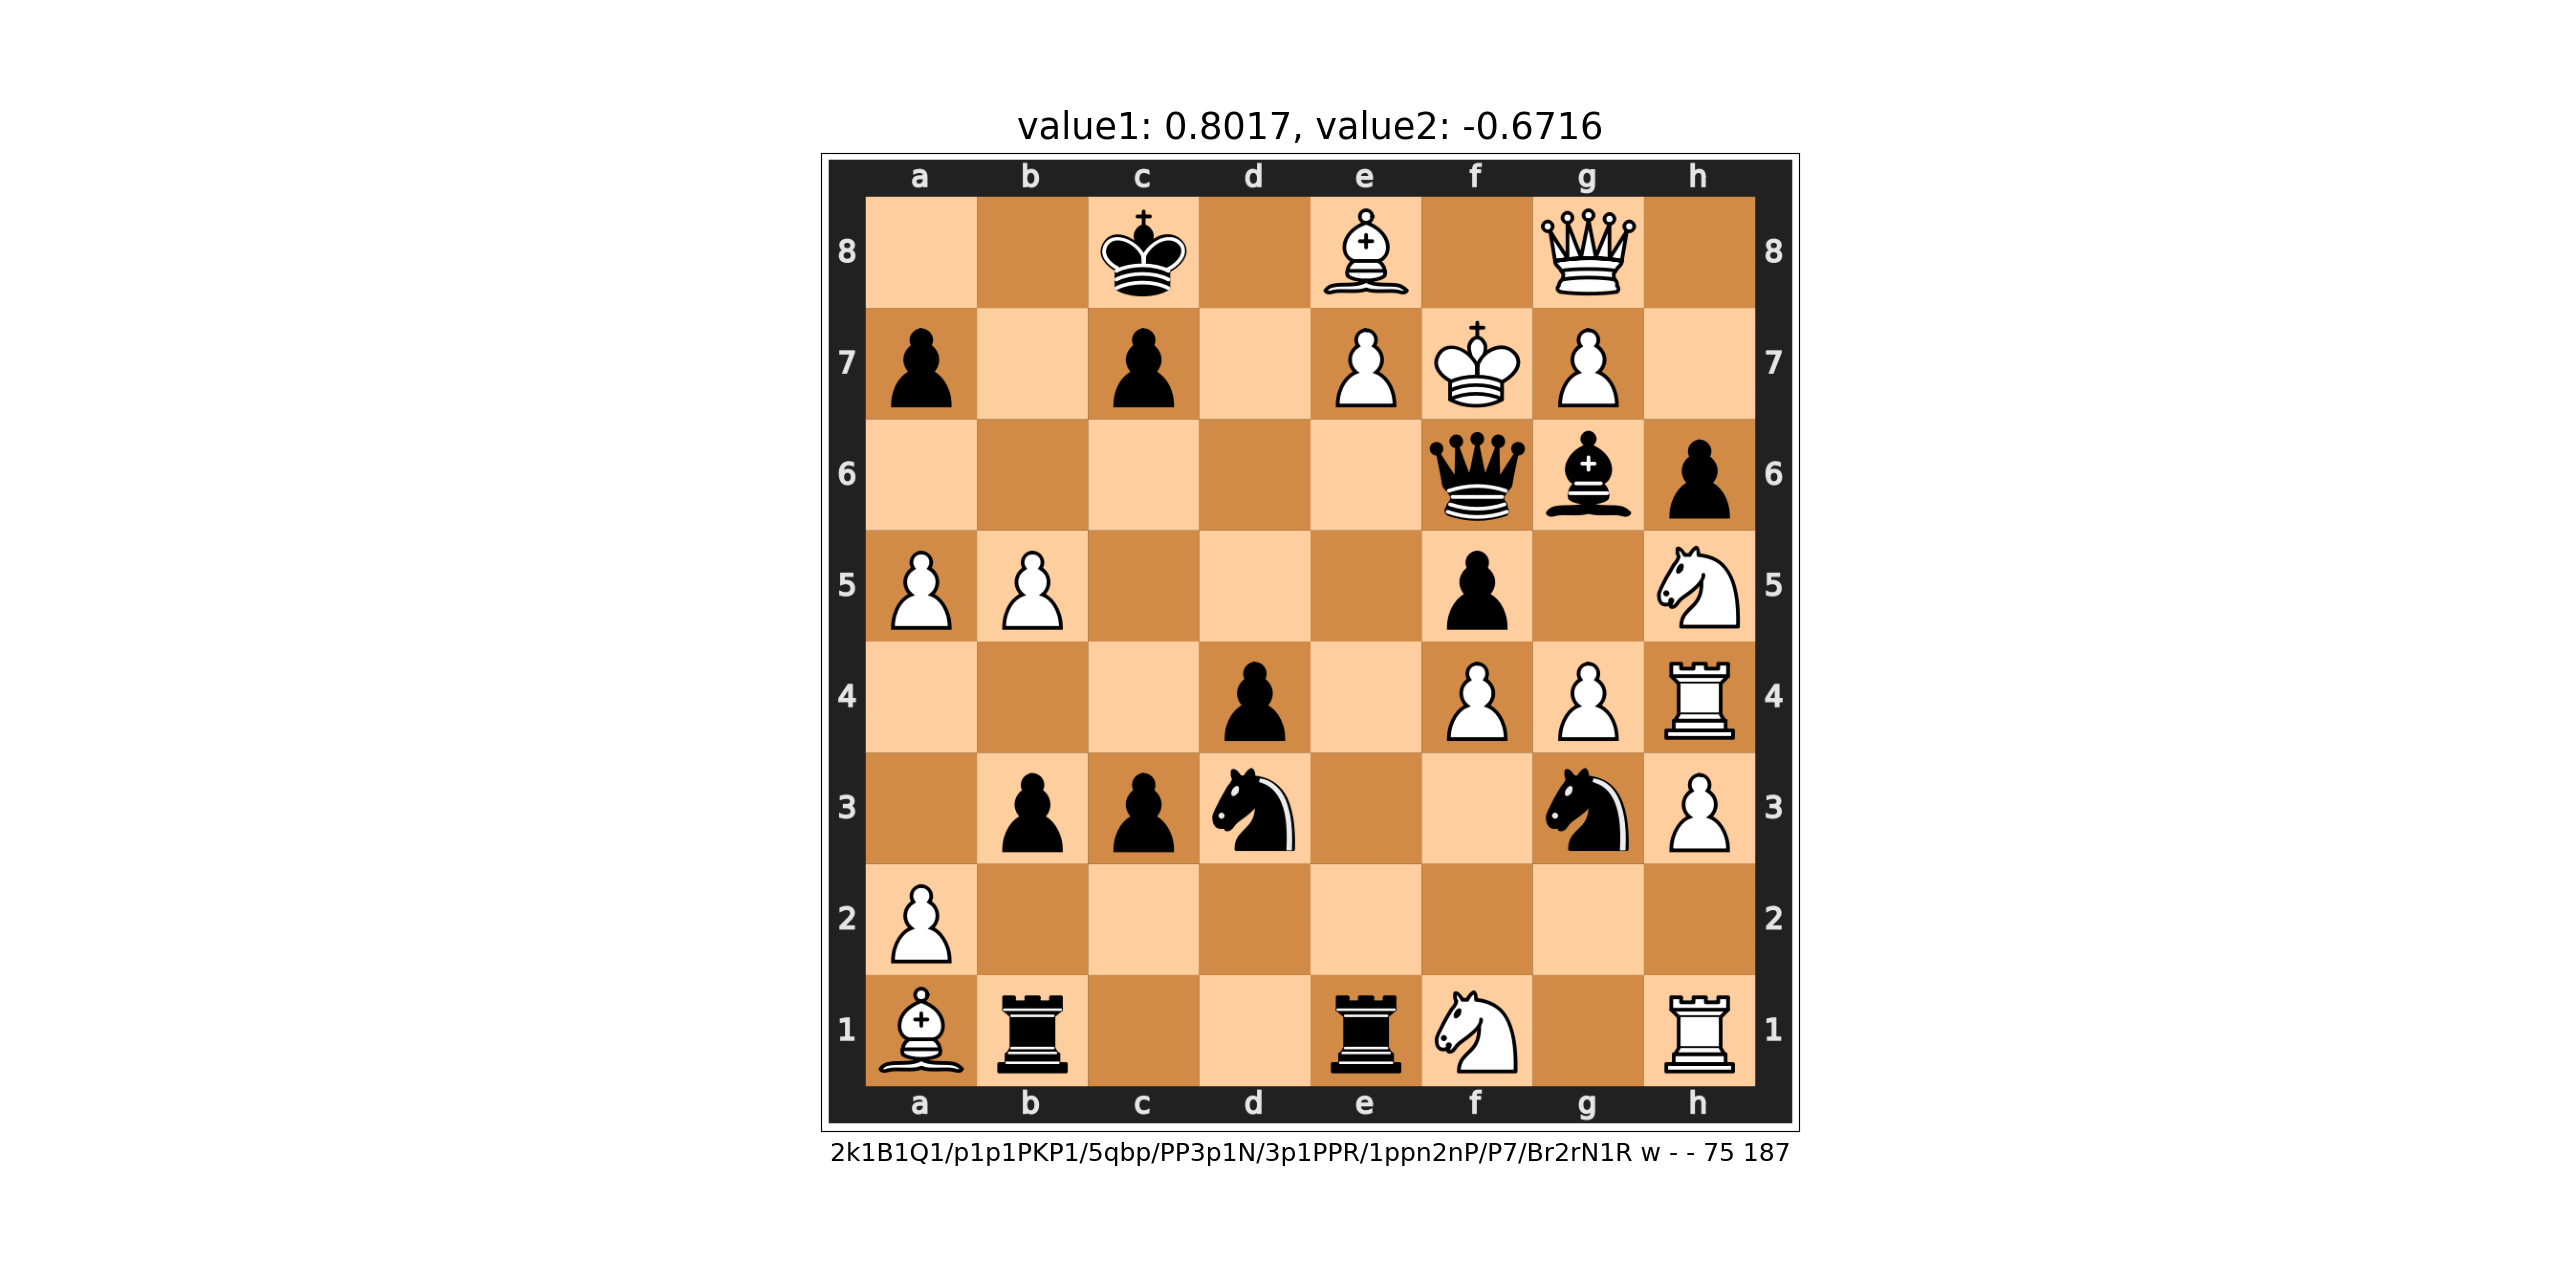 value1: 0.8017, value2: -0.6716
a b c d e f g h
8 8
7 7
6 6
5 5
4 4
3 3
2 2
1 1
a b c d e f g h
2k1B1Q1/p1p1PKP1/5qbp/PP3p1N/3p1PPR/1ppn2nP/P7/Br2rN1R w - - 75 187